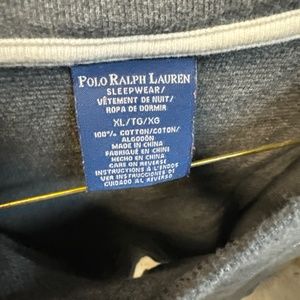 POLO RALPH LAUREN
SLEEPWEAR/
VÊTEMENT DE NUIT/
ROPA DE DORMIR
XL/TG/XG
100% COTTON/COTON/
ALGODÓN
MADE IN CHINA
FABRIQUÉ EN CHINE
HECHO EN CHINA
CARE ON REVERSE
INSTRUCTIONS À L'ENDOS
VER INSTRUCCIONES DE
CUIDADO AL REVERSO